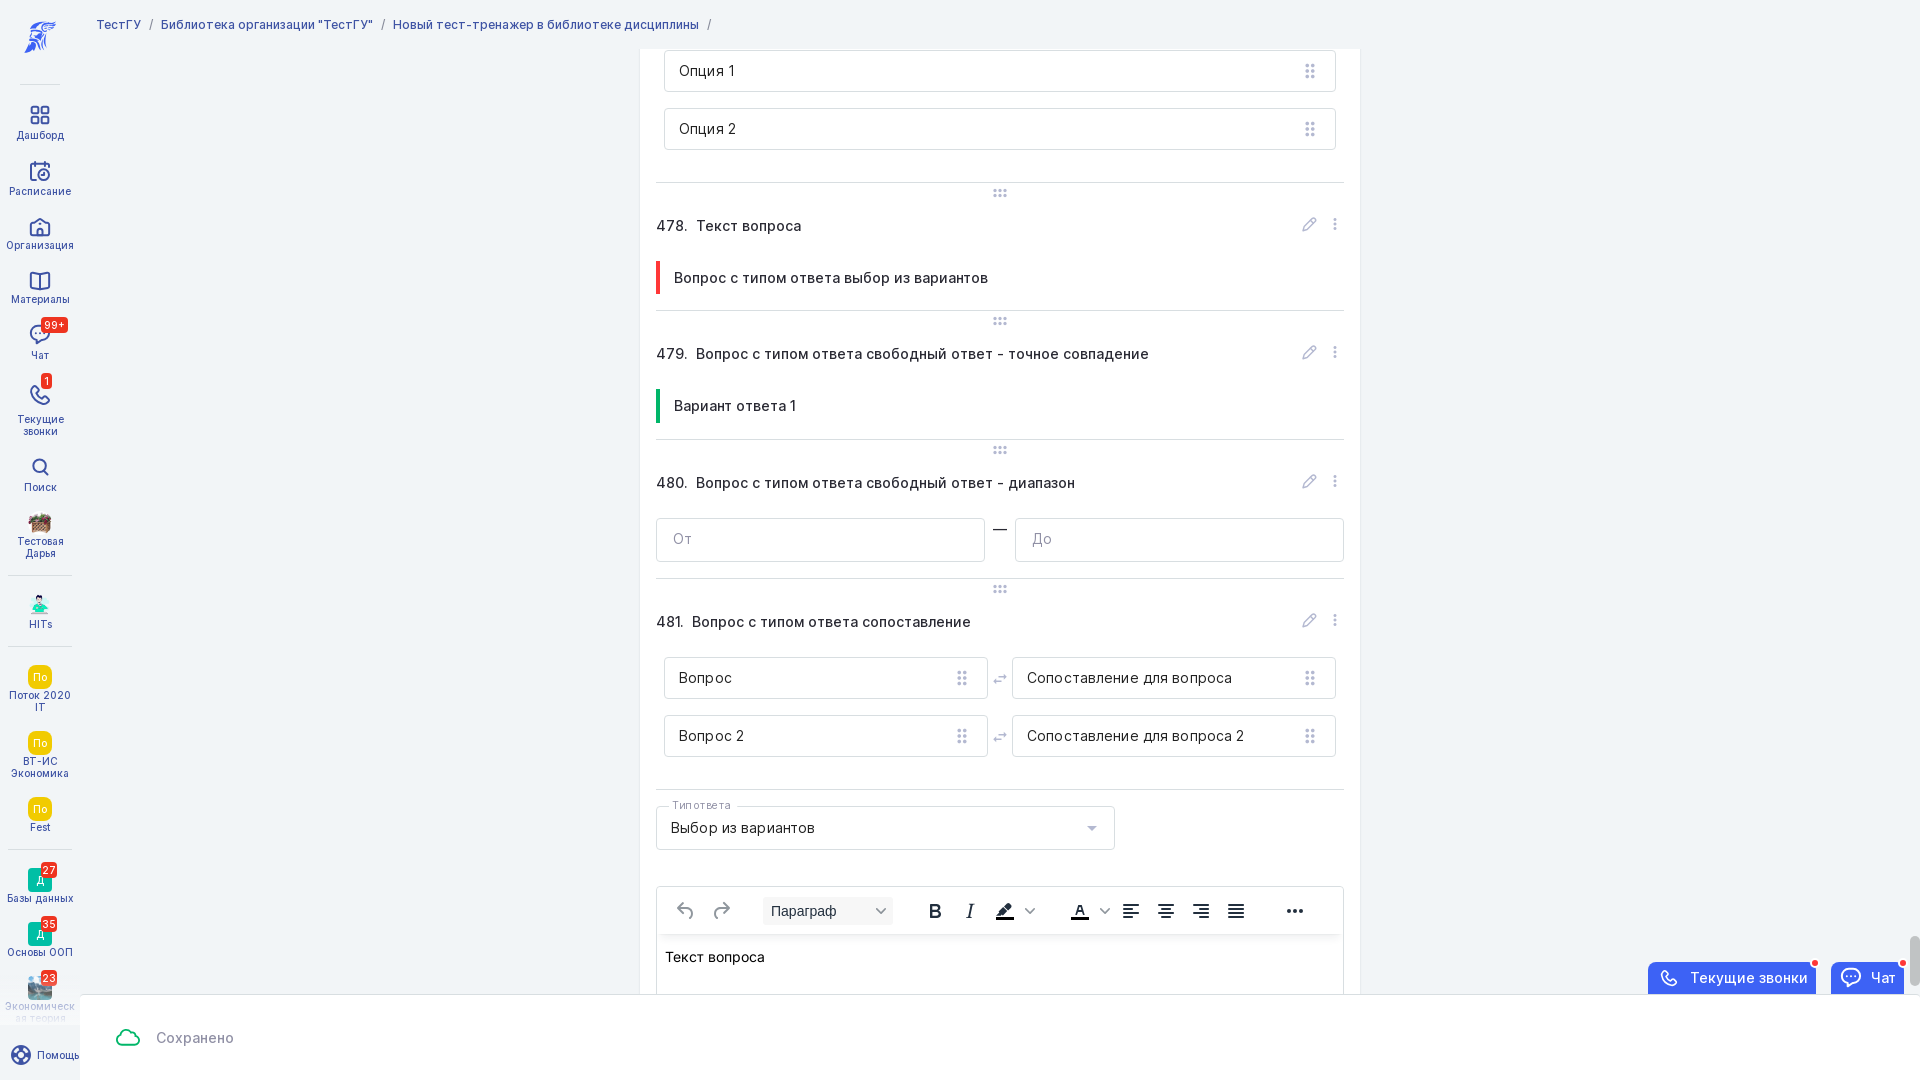 ТестГУ / Библиотека организации "ТестГУ" / Новый тест-тренажер в библиотеке дисциплины /
Дашборд
Расписание
Организация
Материалы
99+
Чат
1
Текущие
звонки
Поиск
Тестовая
Дарья
HITs
По
Поток 2020
IT
По
ВТ-ИС
Экономика
По
Fest
27
Д
Базы данных
35
Д
Основы ООП
23
Экономическ
ая теория
Помощь
Опция 1
Опция 2
478. Текст вопроса
Вопрос с типом ответа выбор из вариантов
479. Вопрос с типом ответа свободный ответ - точное совпадение
Вариант ответа 1
480. Вопрос с типом ответа свободный ответ - диапазон
От — До
481. Вопрос с типом ответа сопоставление
Вопрос Сопоставление для вопроса
Вопрос 2 Сопоставление для вопроса 2
Тип ответа
Выбор из вариантов
Параграф B I A
Текст вопроса
Текущие звонки Чат
Сохранено